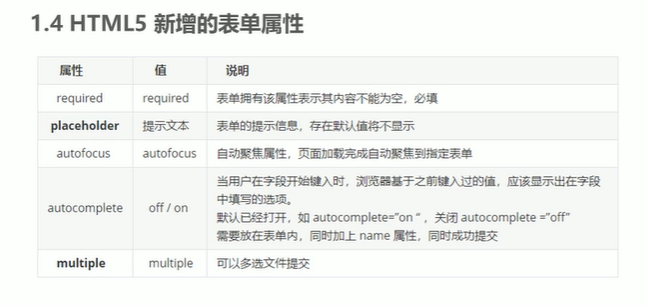 1.4 HTML5 新增的表单属性
属性 值 说明
required required 表单拥有该属性表示其内容不能为空，必填
placeholder 提示文本 表单的提示信息，存在默认值将不显示
autofocus autofocus 自动聚焦属性，页面加载完成自动聚焦到指定表单
autocomplete off / on 当用户在字段开始键入时，浏览器基于之前键入过的值，应该显示出在字段
中填写的选项。
默认已经打开，如 autocomplete="on "，关闭 autocomplete ="off"
需要放在表单内，同时加上 name 属性，同时成功提交
multiple multiple 可以多选文件提交